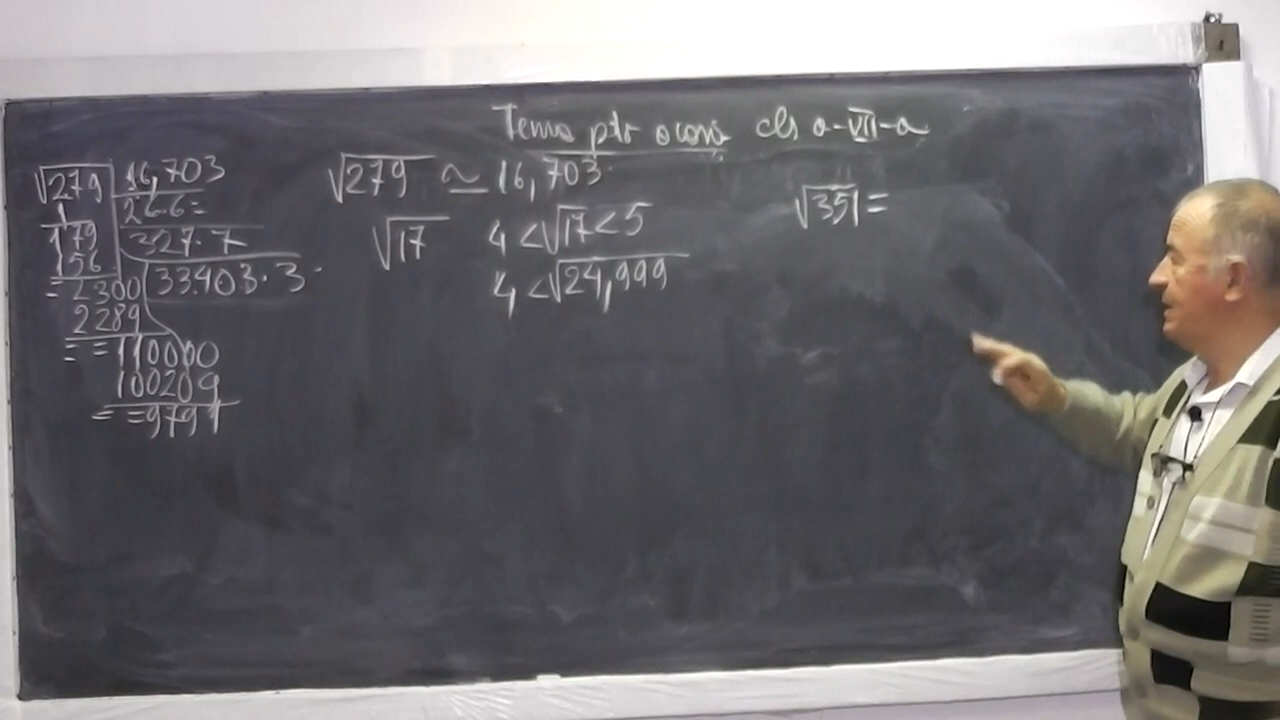 Tema ptr acasă cls a-VII-a
√279 | 16,703
1 | 26·6=
179 | 327·7
156 | 33403·3
=2300
2289
==110000
100209
==9791
√279 ≃ 16,703
√17 4<√17<5
4<√24,999
√351=